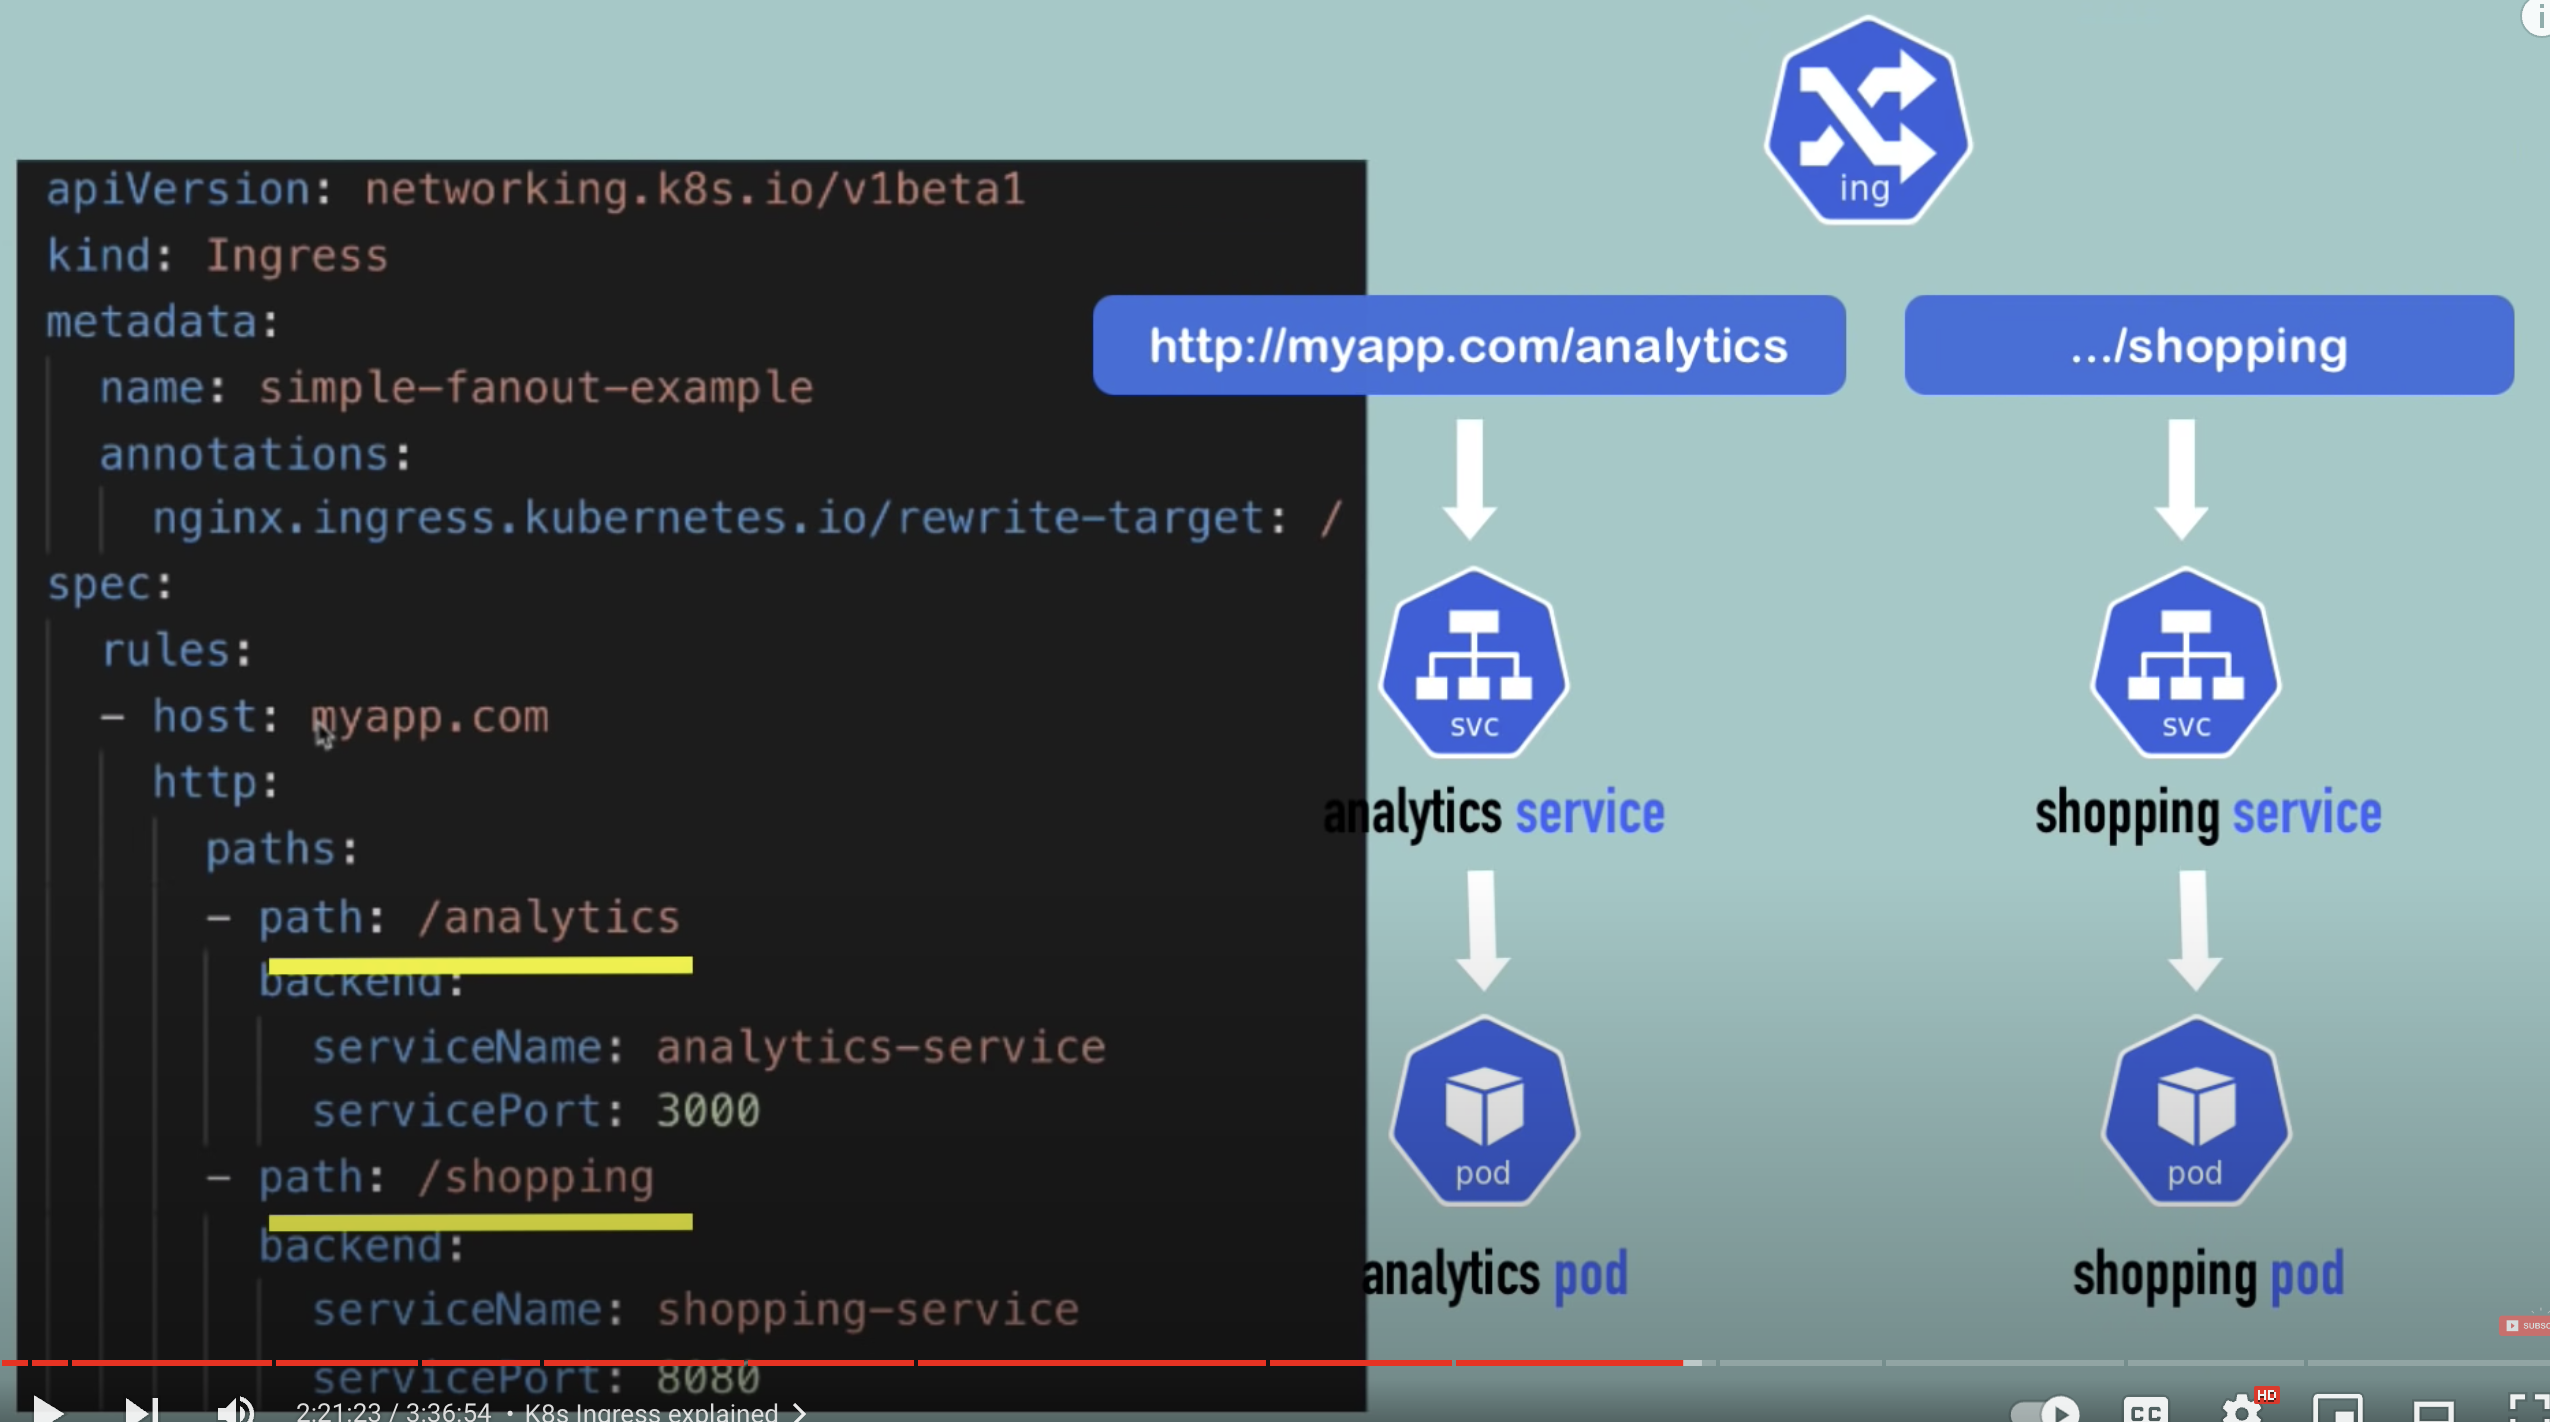 apiVersion: networking.k8s.io/v1beta1
kind: Ingress
metadata:
name: simple-fanout-example
annotations:
nginx.ingress.kubernetes.io/rewrite-target: /
spec:
rules:
- host: myapp.com
http:
paths:
- path: /analytics
backend:
serviceName: analytics-service
servicePort: 3000
- path: /shopping
backend:
serviceName: shopping-service
servicePort: 8080
ing
http://myapp.com/analytics
.../shopping
svc
svc
analytics service
shopping service
pod
pod
analytics pod
shopping pod
2:21:23 / 3:36:54 • K8s Ingress explained
CC
HD